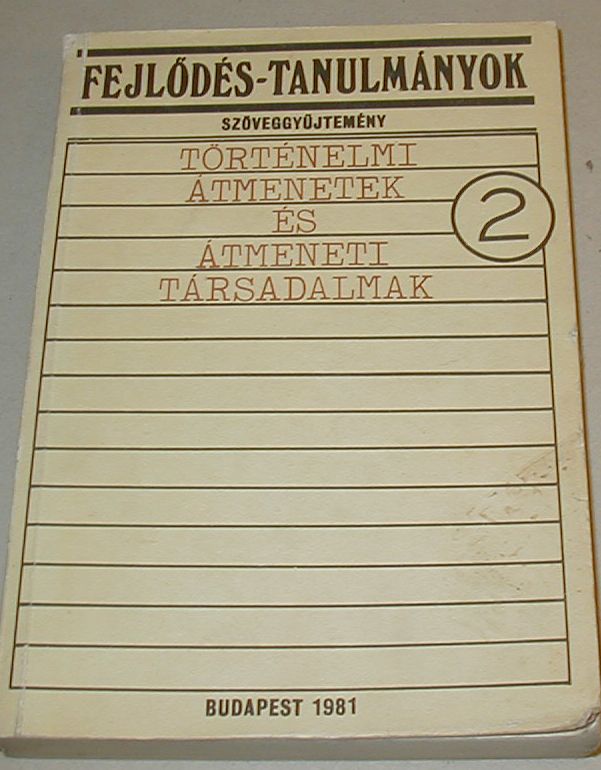 FEJLŐDÉS-TANULMÁNYOK
SZÖVEGGYŰJTEMÉNY
TÖRTÉNELMI
ÁTMENETEK
ÉS
ÁTMENETI
TÁRSADALMAK
2
BUDAPEST 1981